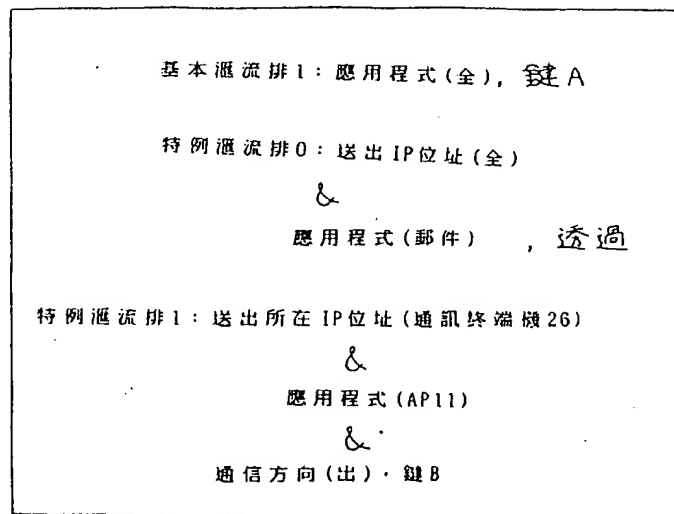 基本滙流排1：應用程式(全)，鍵A
特例滙流排0：送出IP位址(全)
&
應用程式(郵件)，透過
特例滙流排1：送出所在IP位址(通訊終端機26)
&
應用程式(AP11)
&
通信方向(出)·鍵B